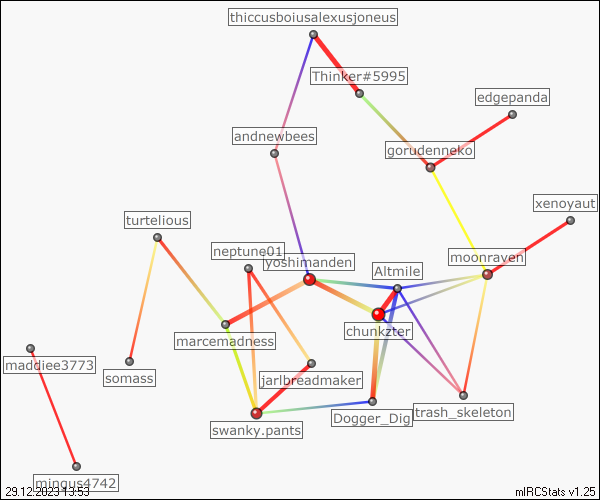 thiccusboiusalexusjoneus
Thinker#5995
edgepanda
andnewbees
gorudenneko
xenoyaut
turtelious
neptune01
yoshimanden
moonraven
Altmile
chunkzter
marcemadness
maddiee3773
somass
jarlbreadmaker
Dogger_Dig
trash_skeleton
swanky.pants
mingus4742
29.12.2023 13:53
mIRCStats v1.25